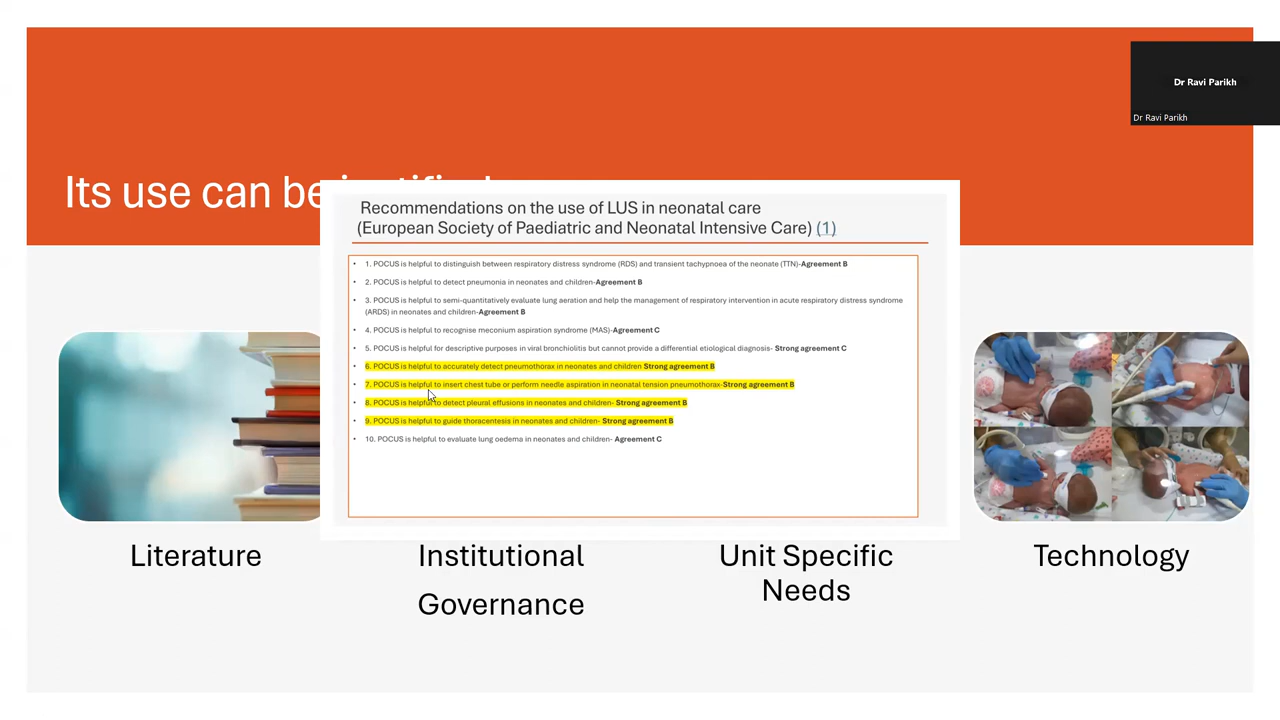 Its use can be
Dr Ravi Parikh
Dr Ravi Parikh
Recommendations on the use of LUS in neonatal care
(European Society of Paediatric and Neonatal Intensive Care) (1)
• 1. POCUS is helpful to distinguish between respiratory distress syndrome (RDS) and transient tachypnoea of the neonate (TTN)-Agreement B
• 2. POCUS is helpful to detect pneumonia in neonates and children-Agreement B
• 3. POCUS is helpful to semi-quantitatively evaluate lung aeration and help the management of respiratory intervention in acute respiratory distress syndrome
(ARDS) in neonates and children-Agreement B
• 4. POCUS is helpful to recognise meconium aspiration syndrome (MAS)-Agreement C
• 5. POCUS is helpful for descriptive purposes in viral bronchiolitis but cannot provide a differential etiological diagnosis- Strong agreement C
• 6. POCUS is helpful to accurately detect pneumothorax in neonates and children Strong agreement B
• 7. POCUS is helpful to insert chest tube or perform needle aspiration in neonatal tension pneumothorax-Strong agreement B
• 8. POCUS is helpful to detect pleural effusions in neonates and children- Strong agreement B
• 9. POCUS is helpful to guide thoracentesis in neonates and children- Strong agreement B
• 10. POCUS is helpful to evaluate lung oedema in neonates and children- Agreement C
Literature
Institutional
Governance
Unit Specific
Needs
Technology